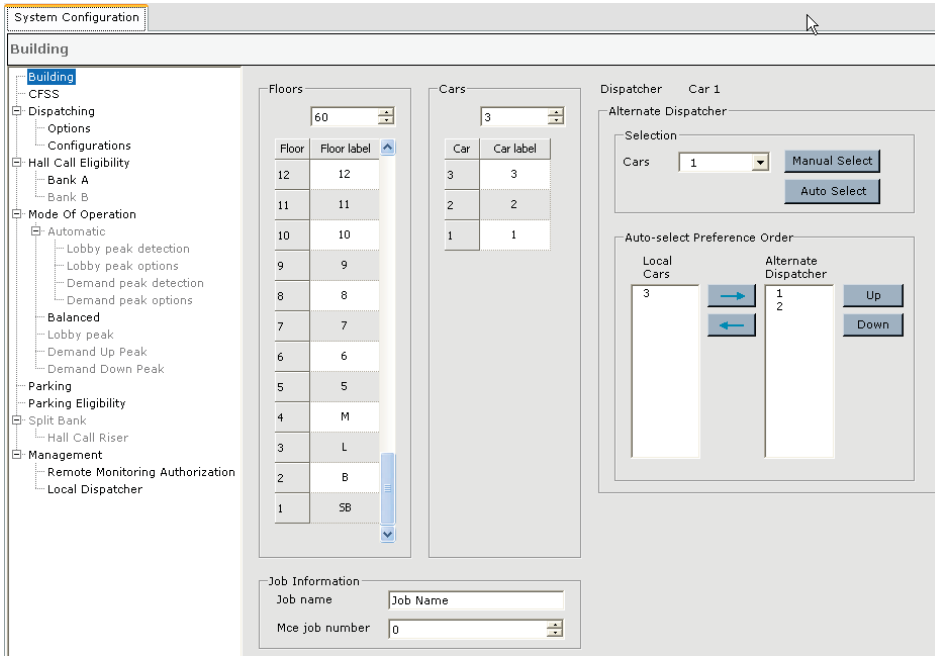 System Configuration
Building
Building
CFSS
Dispatching
Options
Configurations
Hall Call Eligibility
Bank A
Bank B
Mode Of Operation
Automatic
Lobby peak detection
Lobby peak options
Demand peak detection
Demand peak options
Balanced
Lobby peak
Demand Up Peak
Demand Down Peak
Parking
Parking Eligibility
Split Bank
Hall Call Riser
Management
Remote Monitoring Authorization
Local Dispatcher
Floors
60
Floor Floor label
12 12
11 11
10 10
9 9
8 8
7 7
6 6
5 5
4 M
3 L
2 B
1 SB
Cars
3
Car Car label
3 3
2 2
1 1
Job Information
Job name Job Name
Mce job number 0
Dispatcher Car 1
Alternate Dispatcher
Selection
Cars 1 Manual Select
Auto Select
Auto-select Preference Order
Local
Cars
3
Alternate
Dispatcher
1
2
Up
Down